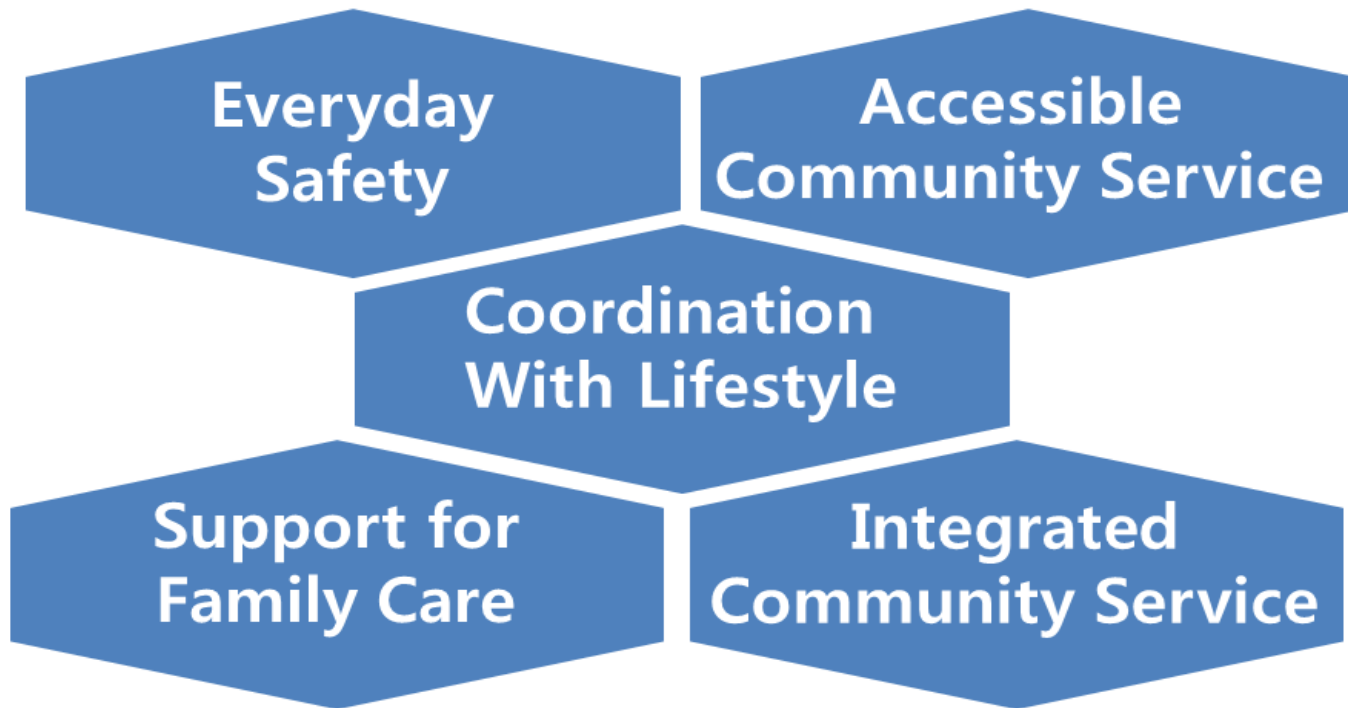 Everyday
Safety
Accessible
Community Service
Coordination
With Lifestyle
Support for
Family Care
Integrated
Community Service